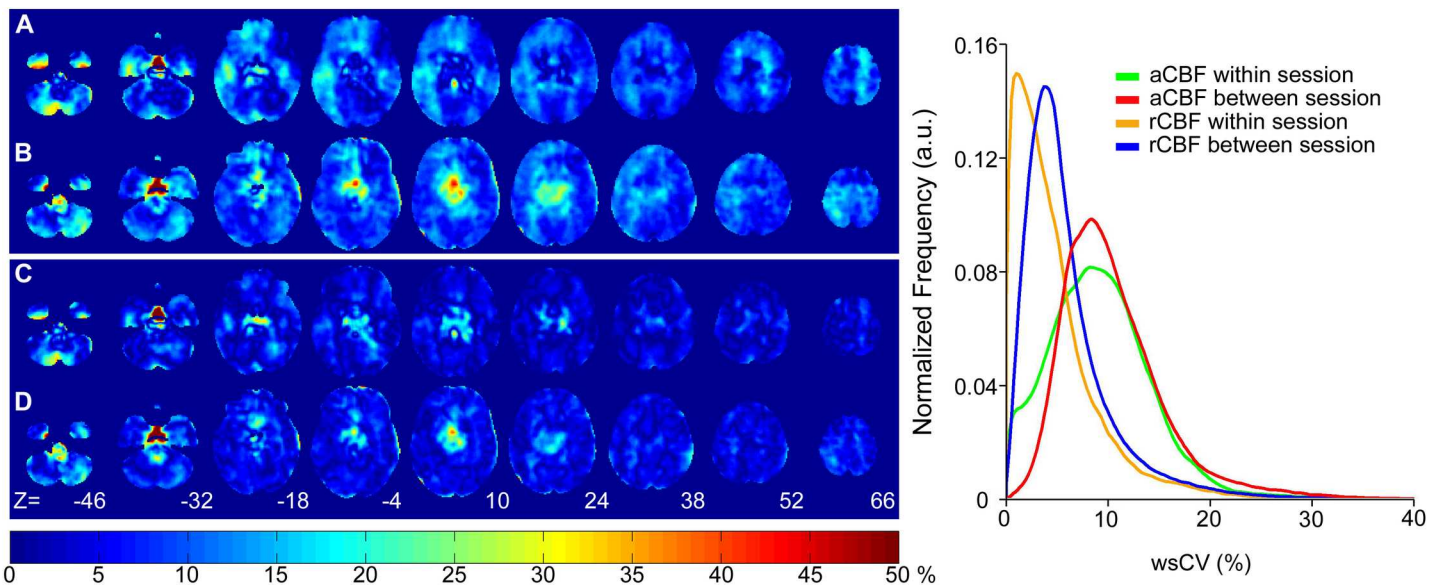 A
B
C
D
Z= -46 -32 -18 -4 10 24 38 52 66
0 5 10 15 20 25 30 35 40 45 50 %
0.16
0.12
0.08
0.04
0
Normalized Frequency (a.u.)
aCBF within session
aCBF between session
rCBF within session
rCBF between session
0 10 20 30 40
wsCV (%)